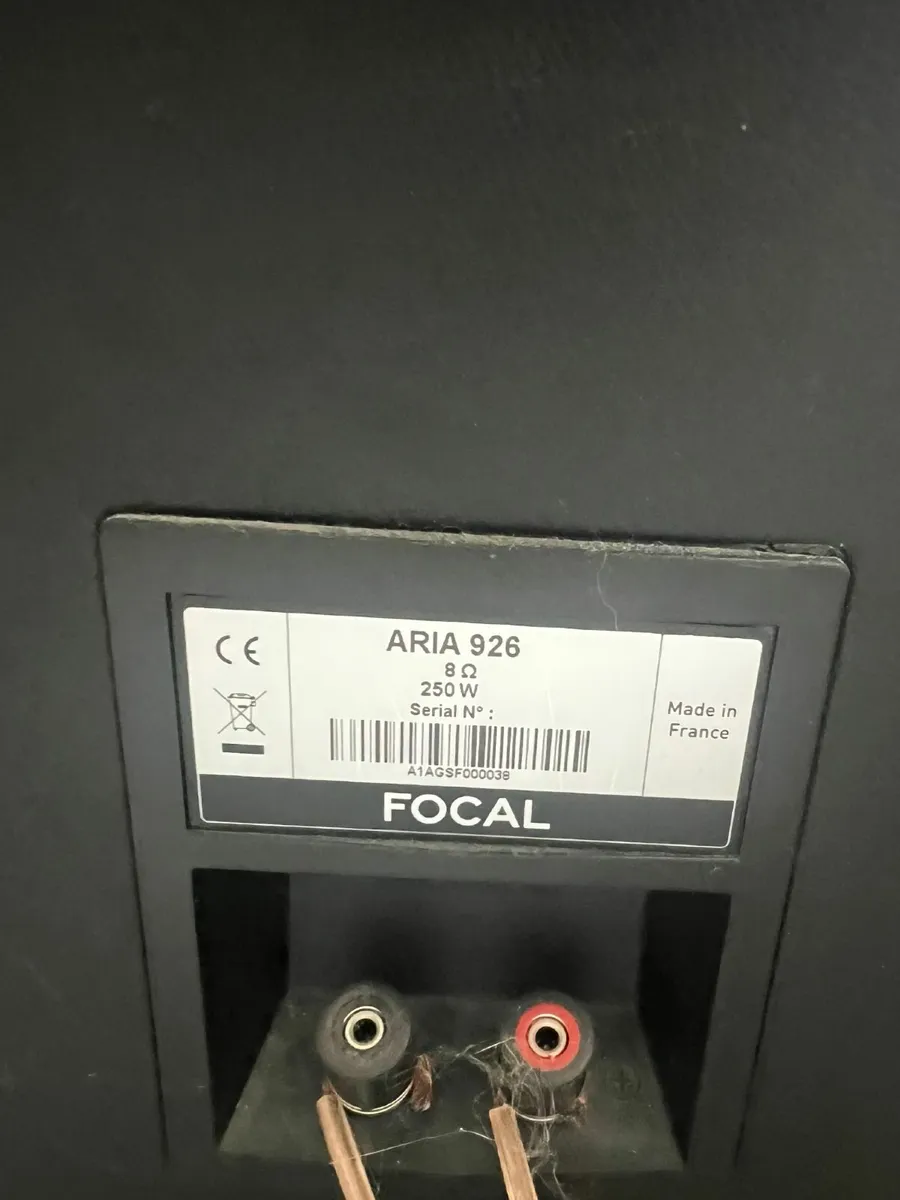 CE
ARIA 926
8 Ω
250 W
Serial N° :
A1AGSF000038
Made in
France
FOCAL